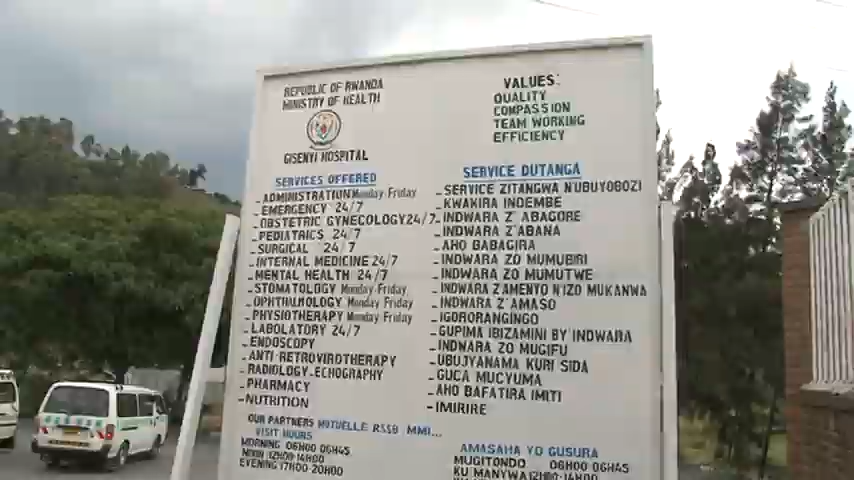 REPUBLIC OF RWANDA
MINISTRY OF HEALTH
GISENYI HOSPITAL
VALUES:
QUALITY
COMPASSION
TEAM WORKING
EFFICIENCY
SERVICES OFFERED
-ADMINISTRATION Monday-Friday
-EMERGENCY 24/7
-OBSTETRIC GYNECOLOGY 24/7
-PEDIATRICS 24/7
-SURGICAL 24/7
-INTERNAL MEDICINE 24/7
-MENTAL HEALTH 24/7
-STOMATOLOGY Monday-Friday
-OPHTHMOLOGY Monday Friday
-PHYSIOTHERAPY Monday Friday
-LABOLATORY 24/7
-ENDOSCOPY
-ANTI RETROVIROTHERAPY
-RADIOLOGY-ECHOGRAPHY
-PHARMACY
-NUTRITION
OUR PARTNERS MUTUELLE RSSB MMI...
VISIT HOURS
MORNING 06H00 06H45
NOON 12H00-14H00
EVENING 17H00-20H00
SERVICE DUTANGA
-SERVICE ZITANGWA N'UBUYOBOZI
-KWAKIRA INDEMBE
-INDWARA Z'ABAGORE
-INDWARA Z'ABANA
-AHO BABAGIRA
-INDWARA ZO MUMUBIRI
-INDWARA ZO MUMUTWE
-INDWARA Z'AMENYO N'IZO MUKANWA
-INDWARA Z'AMASO
-IGORORANGINGO
-GUPIMA IBIZAMINI BY'INDWARA
-INDWARA ZO MUGIFU
-UBUJYANAMA KURI SIDA
-GUCA MUCYUMA
-AHO BAFATIRA IMITI
-IMIRIRE
AMASAHA YO GUSURA
MUGITONDO 06H00 06H45
KU MANYWA 12H00-14H00